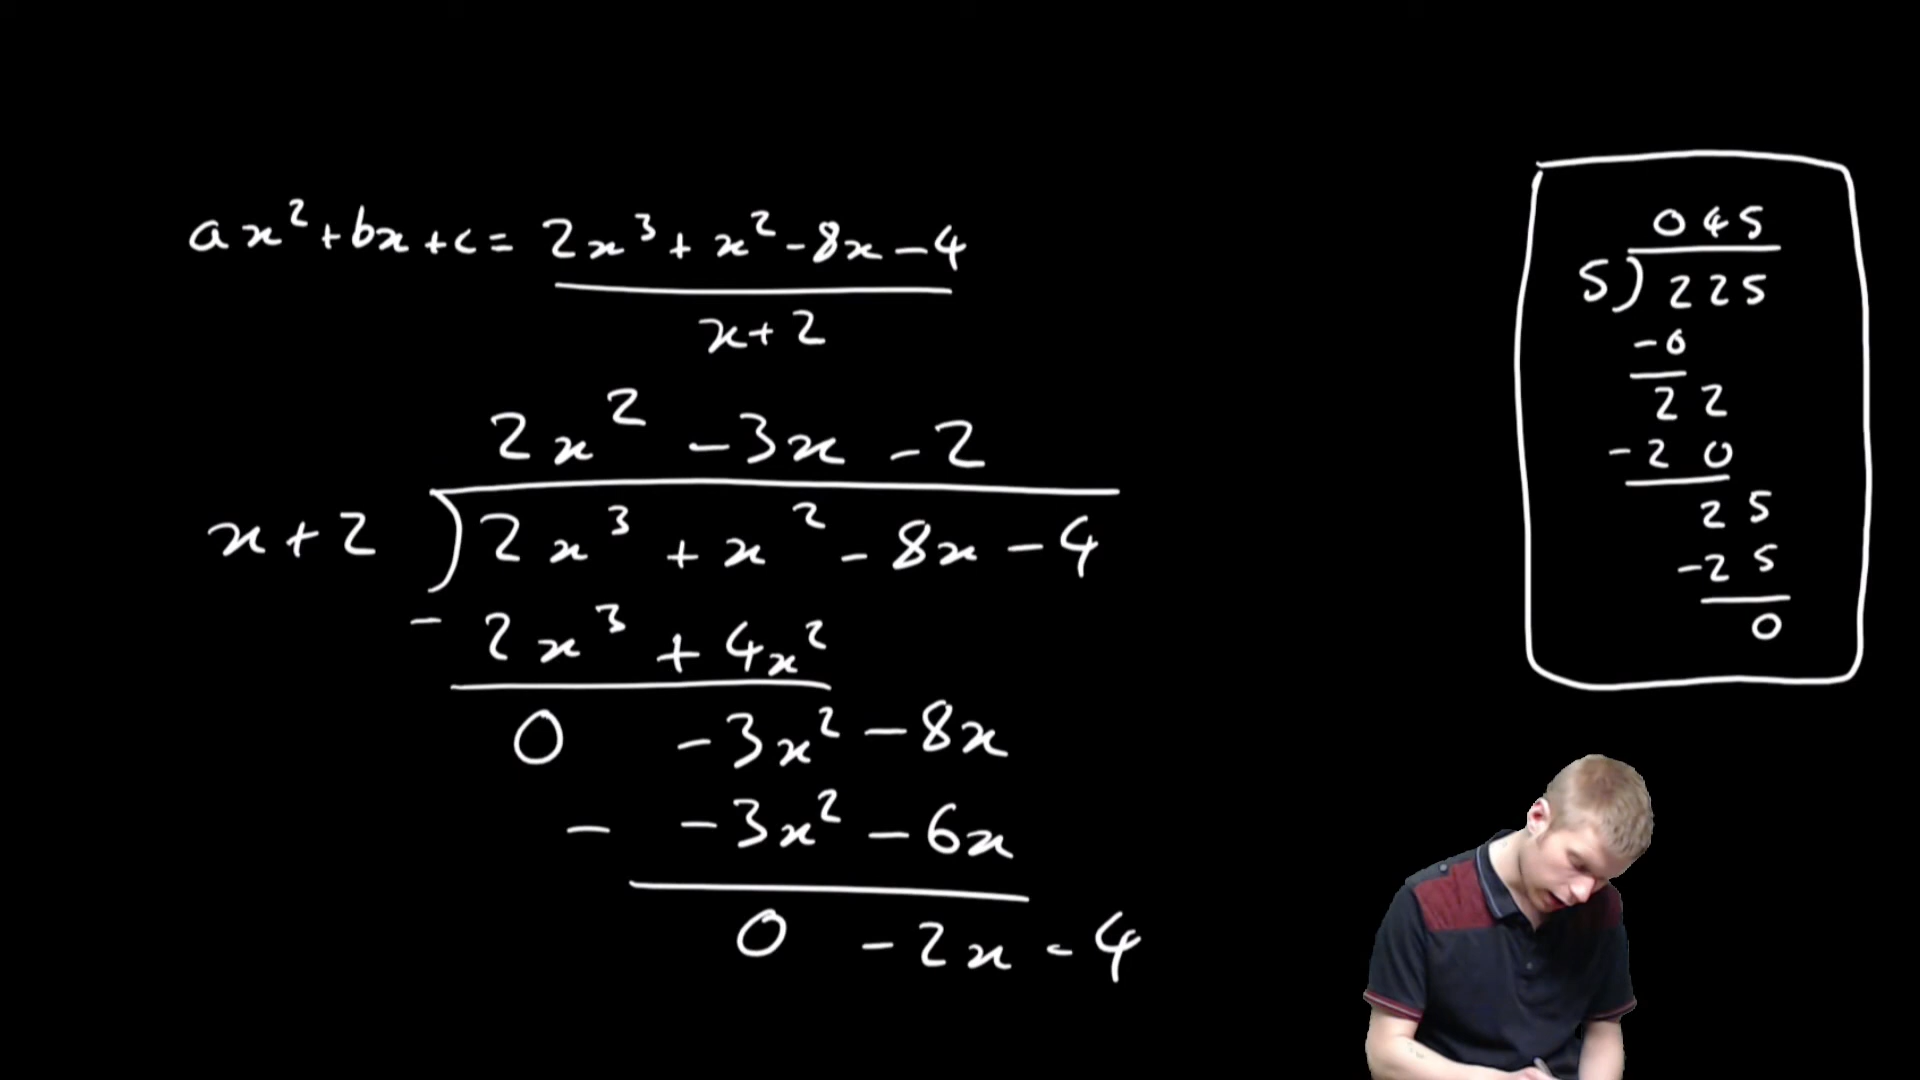 ax²+bx+c= 2x³+x²-8x-4
x+2
2x² -3x -2
x+2 ) 2x³ + x² - 8x - 4
- 2x³ + 4x²
0 -3x² - 8x
- -3x² - 6x
0 -2x - 4
045
5) 225
-0
22
-20
25
-25
0